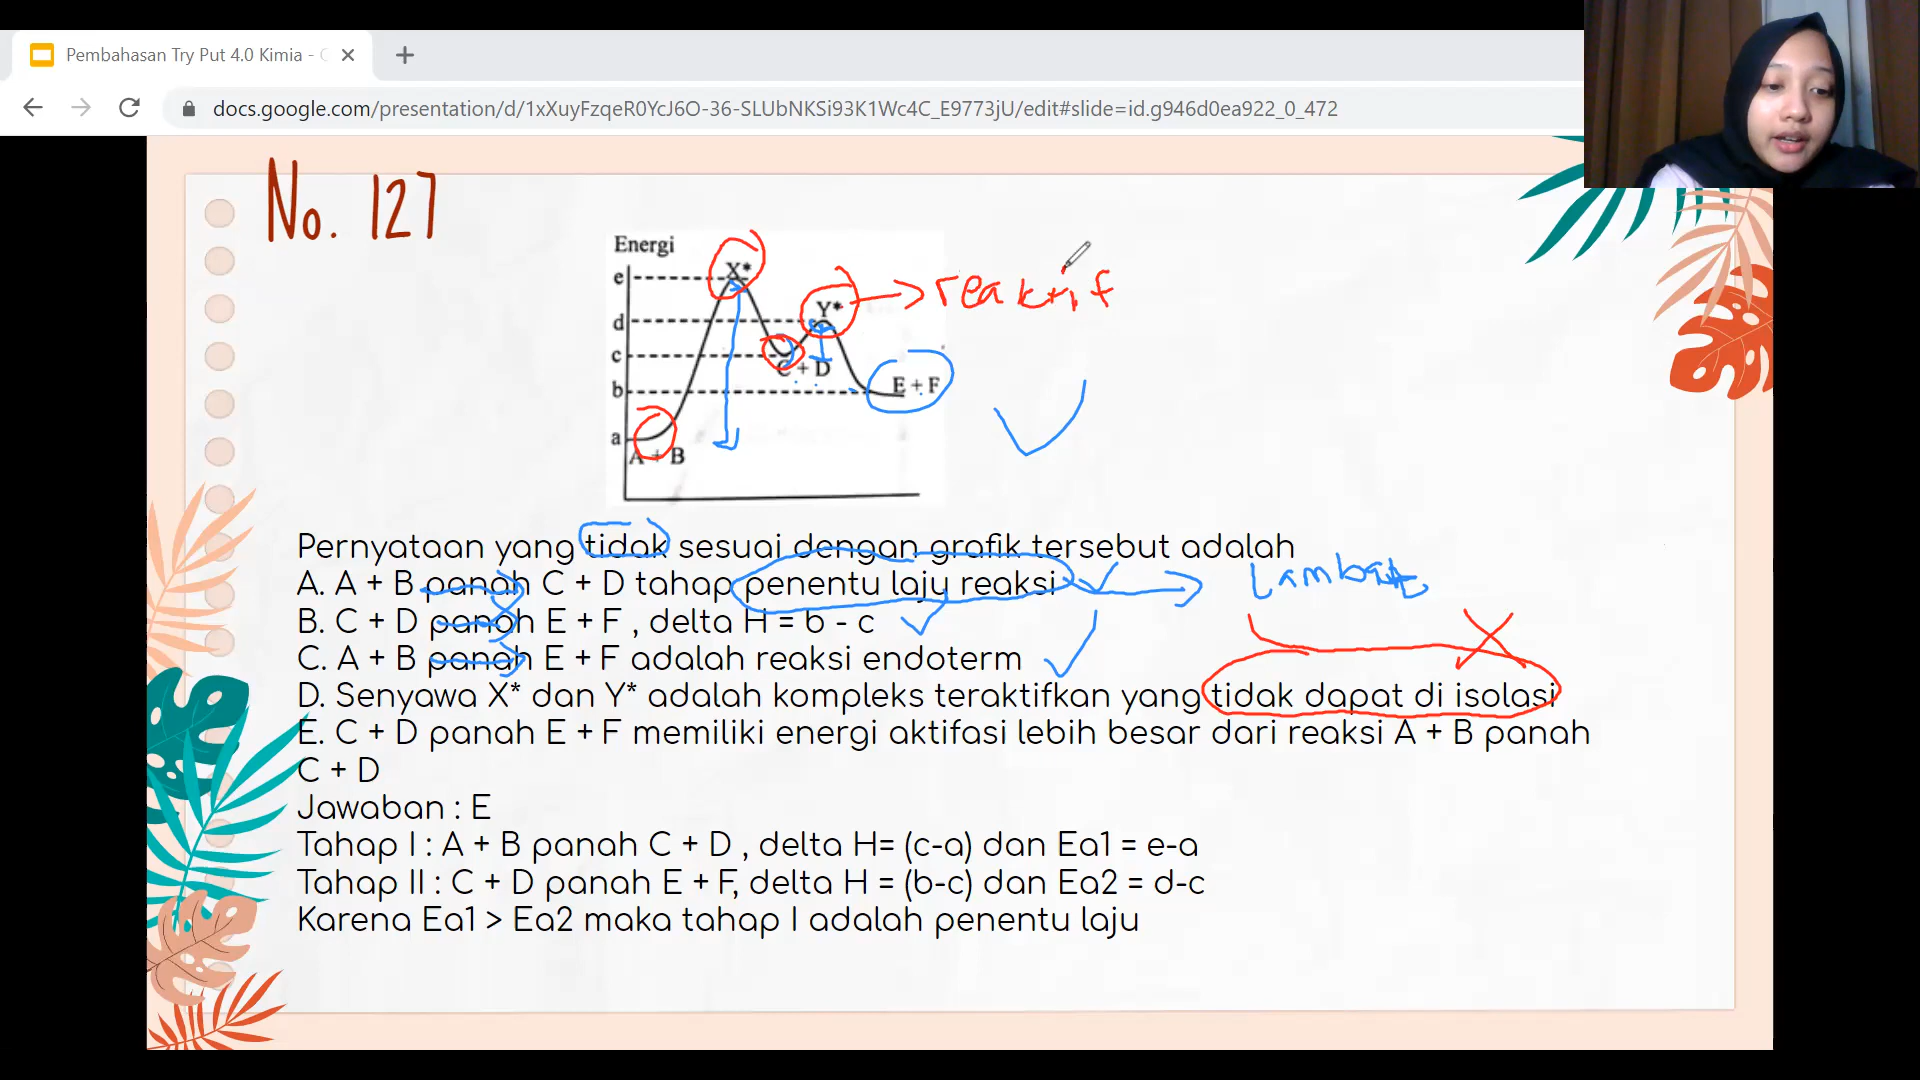 Pembahasan Try Put 4.0 Kimia -
docs.google.com/presentation/d/1xXuyFzqeR0YcJ6O-36-SLUbNKSi93K1Wc4C_E9773jU/edit#slide=id.g946d0ea922_0_472
No. 127
Energi
e
X*
d
Y*
reaktif
c
C + D
b
E + F
a
A + B
Pernyataan yang tidak sesuai dengan grafik tersebut adalah
A. A + B panah C + D tahap penentu laju reaksi
Lambat
B. C + D panah E + F , delta H = b - c
C. A + B panah E + F adalah reaksi endoterm
D. Senyawa X* dan Y* adalah kompleks teraktifkan yang tidak dapat di isolasi
E. C + D panah E + F memiliki energi aktifasi lebih besar dari reaksi A + B panah
C + D
Jawaban : E
Tahap I : A + B panah C + D , delta H= (c-a) dan Ea1 = e-a
Tahap II : C + D panah E + F, delta H = (b-c) dan Ea2 = d-c
Karena Ea1 > Ea2 maka tahap I adalah penentu laju